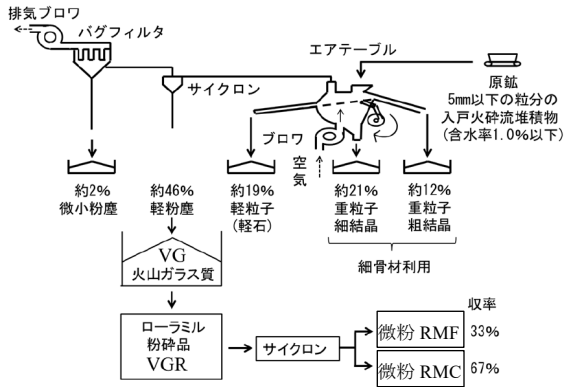 排気ブロワ
バグフィルタ
エアテーブル
サイクロン
原鉱
5mm以下の粒分の
入戸火砕流堆積物
(含水率1.0%以下)
ブロワ
空気
約2%
微小粉塵
約46%
軽粉塵
約19%
軽粒子
(軽石)
約21%
重粒子
細結晶
約12%
重粒子
粗結晶
細骨材利用
VG
火山ガラス質
ローラミル
粉砕品
VGR
サイクロン
収率
微粉 RMF
33%
微粉 RMC
67%